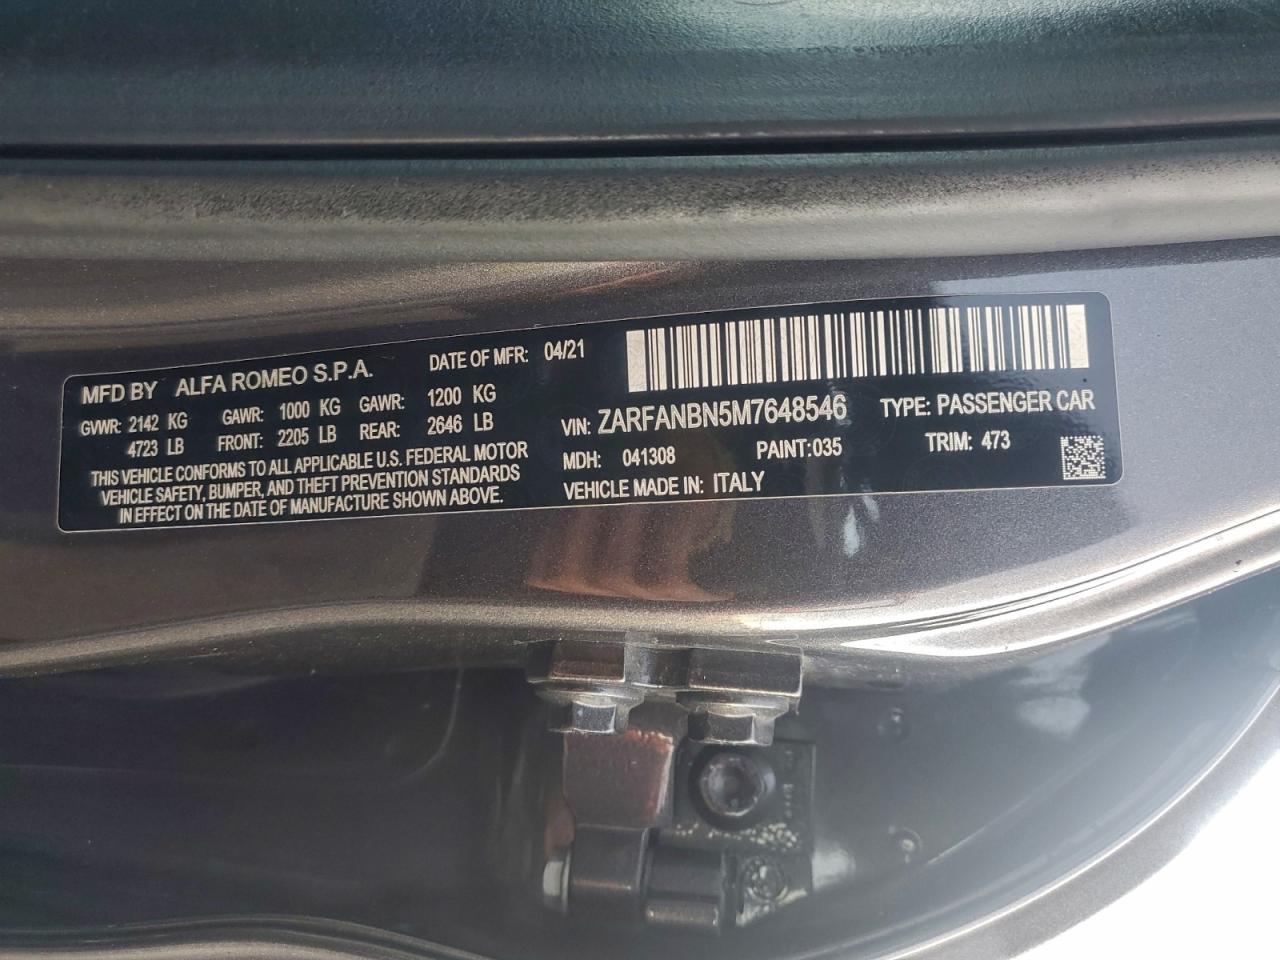 MFD BY ALFA ROMEO S.P.A. DATE OF MFR: 04/21
GVWR: 2142 KG GAWR: 1000 KG GAWR: 1200 KG
4723 LB FRONT: 2205 LB REAR: 2646 LB
THIS VEHICLE CONFORMS TO ALL APPLICABLE U.S. FEDERAL MOTOR
VEHICLE SAFETY, BUMPER, AND THEFT PREVENTION STANDARDS
IN EFFECT ON THE DATE OF MANUFACTURE SHOWN ABOVE.
VIN: ZARFANBN5M7648546 TYPE: PASSENGER CAR
MDH: 041308 PAINT:035 TRIM: 473
VEHICLE MADE IN: ITALY